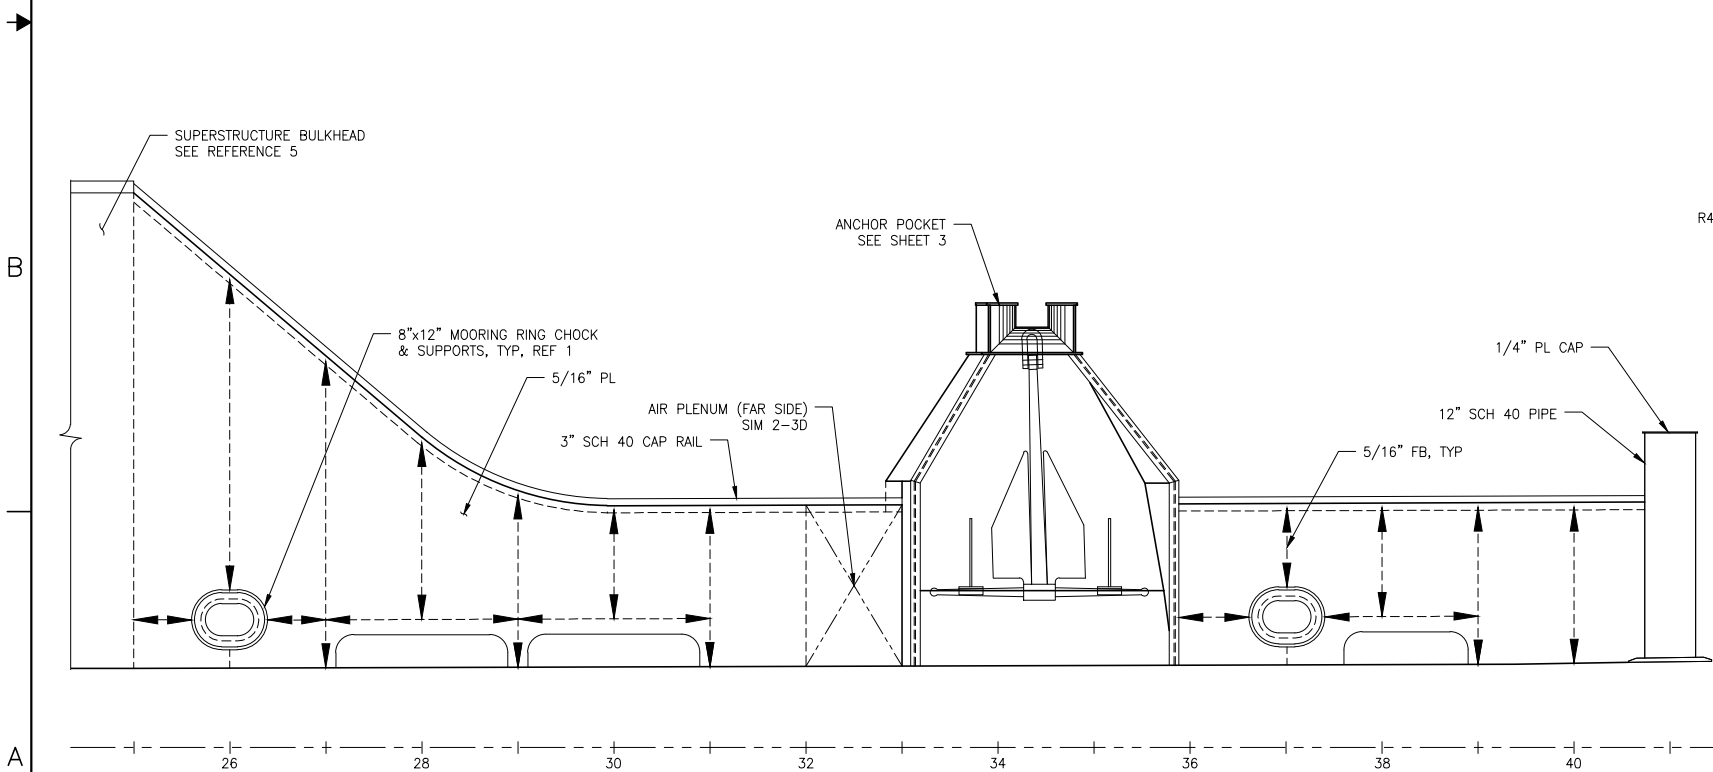 SUPERSTRUCTURE BULKHEAD
SEE REFERENCE 5
R4
ANCHOR POCKET
SEE SHEET 3
B
8"x12" MOORING RING CHOCK
& SUPPORTS, TYP, REF 1
1/4" PL CAP
5/16" PL
AIR PLENUM (FAR SIDE)
SIM 2-3D
12" SCH 40 PIPE
3" SCH 40 CAP RAIL
5/16" FB, TYP
A
26
28
30
32
34
36
38
40